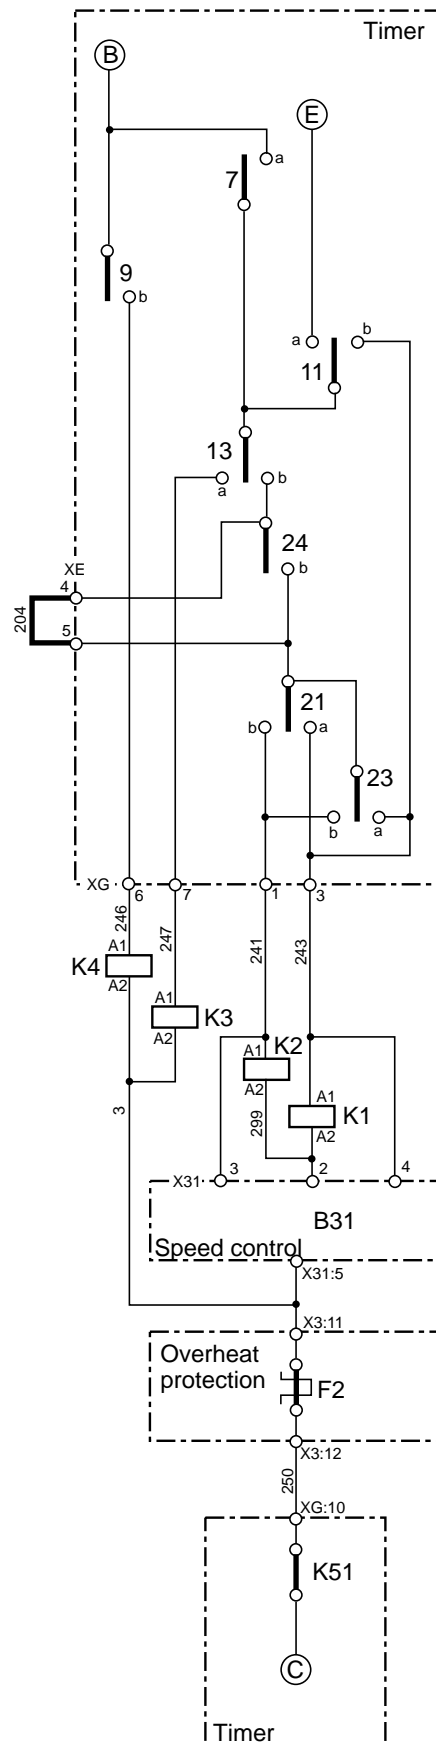 Timer
B
E
a
7
9
b
a
b
11
13
a
b
24
XE
4
b
204
5
21
b
a
23
b
a
XG
6
7
1
3
246
247
241
243
A1
K4
A2
A1
K3
A2
K2
A1
A2
299
A1
K1
A2
3
X31
3
2
4
B31
Speed control
X31:5
X3:11
Overheat
protection
F2
X3:12
250
XG:10
K51
C
Timer